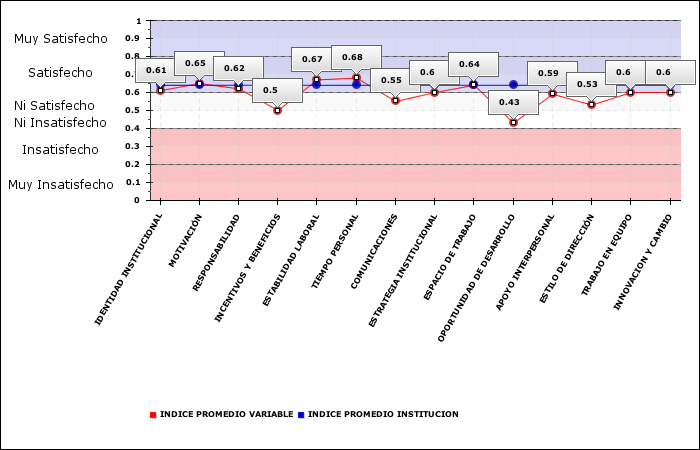 1
Muy Satisfecho
0.9
0.8
Satisfecho
0.7
0.6
Ni Satisfecho
Ni Insatisfecho
0.5
0.4
Insatisfecho
0.3
0.2
Muy Insatisfecho
0.1
0
0.61
0.65
0.62
0.5
0.67
0.68
0.55
0.6
0.64
0.43
0.59
0.53
0.6
0.6
IDENTIDAD INSTITUCIONAL
MOTIVACIÓN
RESPONSABILIDAD
INCENTIVOS Y BENEFICIOS
ESTABILIDAD LABORAL
TIEMPO PERSONAL
COMUNICACIONES
ESTRATEGIA INSTITUCIONAL
ESPACIO DE TRABAJO
OPORTUNIDAD DE DESARROLLO
APOYO INTERPERSONAL
ESTILO DE DIRECCIÓN
TRABAJO EN EQUIPO
INNOVACION Y CAMBIO
INDICE PROMEDIO VARIABLE INDICE PROMEDIO INSTITUCION